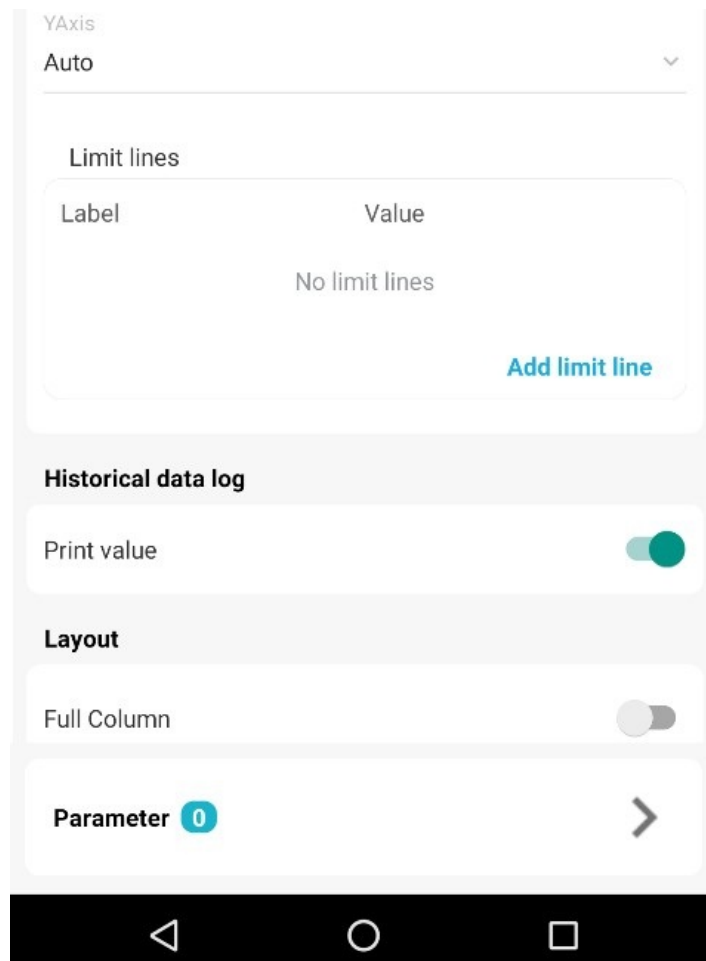 YAxis
Auto
Limit lines
Label Value
No limit lines
Add limit line
Historical data log
Print value
Layout
Full Column
Parameter 0